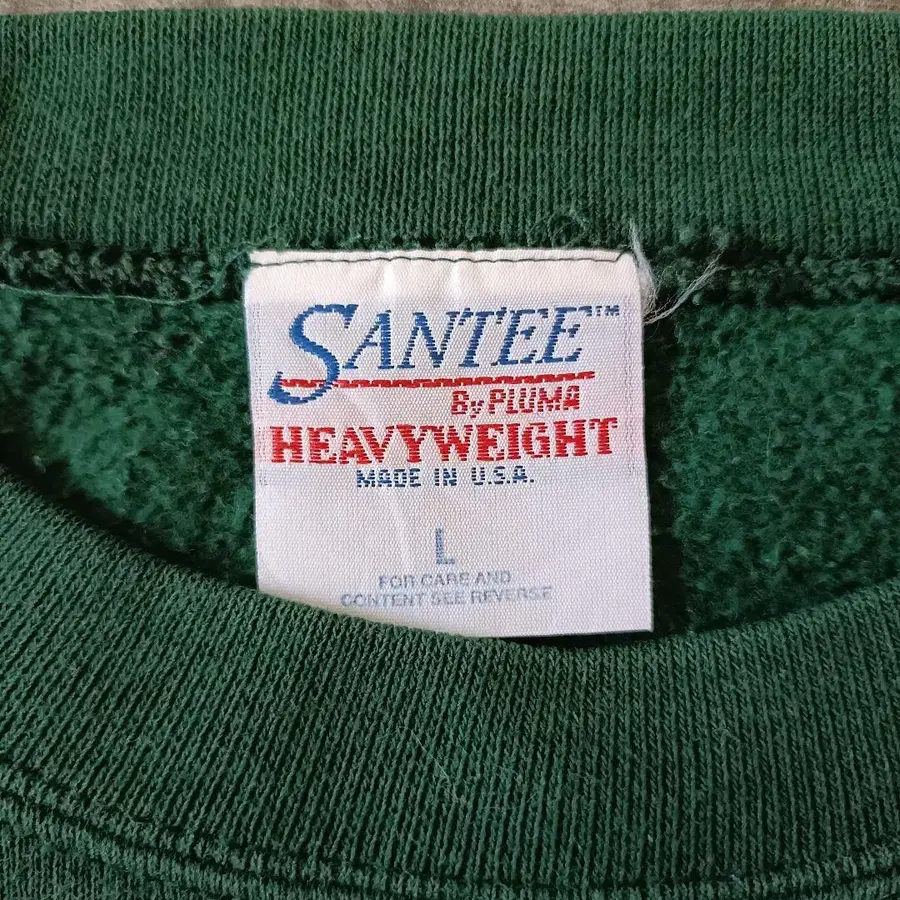 SANTEE™
By PLUMA
HEAVYWEIGHT
MADE IN U.S.A.
L
FOR CARE AND
CONTENT SEE REVERSE